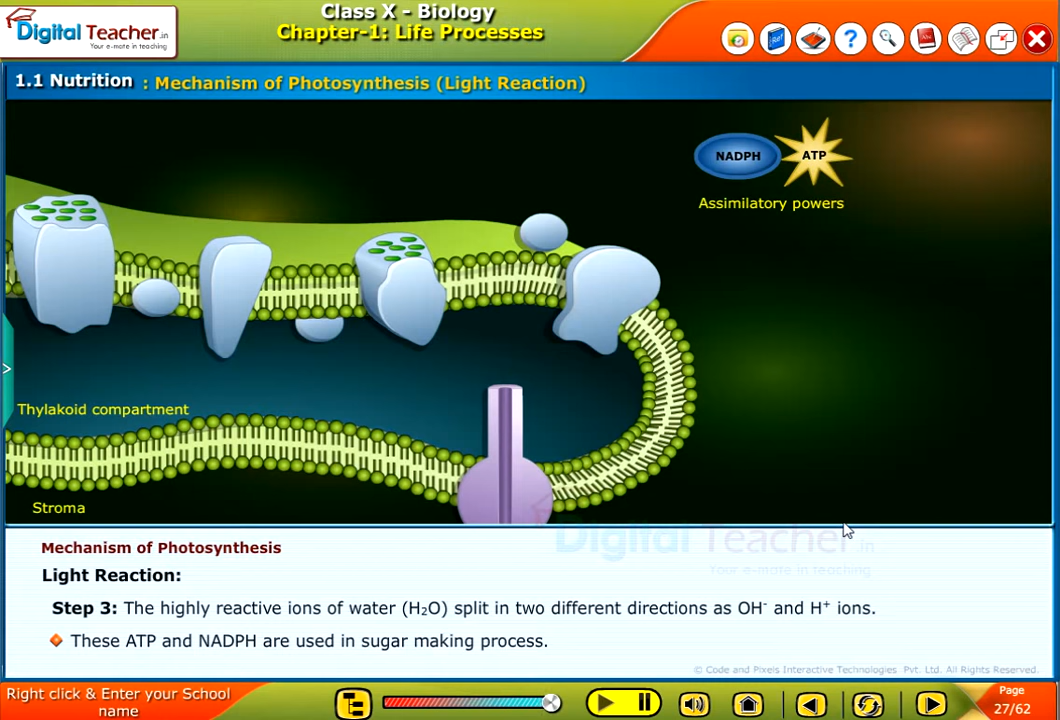 Digital Teacher.in
Your e-mate in teaching
Class X - Biology
Chapter-1: Life Processes
Ref
?
Abc
1.1 Nutrition : Mechanism of Photosynthesis (Light Reaction)
NADPH ATP
Assimilatory powers
>
Thylakoid compartment
Stroma
Digital Teacher.in
Your e-mate in teaching
Mechanism of Photosynthesis
Light Reaction:
Step 3: The highly reactive ions of water (H₂O) split in two different directions as OH⁻ and H⁺ ions.
These ATP and NADPH are used in sugar making process.
© Code and Pixels Interactive Technologies Pvt. Ltd. All Rights Reserved.
Right click & Enter your School
name
Page
27/62